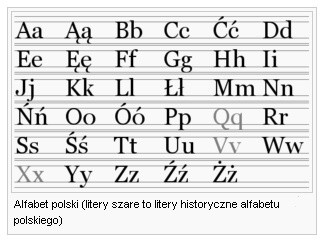 Aa Ąą Bb Cc Ćć Dd
Ee Ęę Ff Gg Hh Ii
Jj Kk Ll Łł Mm Nn
Ńń Oo Óó Pp Qq Rr
Ss Śś Tt Uu Vv Ww
Xx Yy Zz Źź Żż
Alfabet polski (litery szare to litery historyczne alfabetu
polskiego)